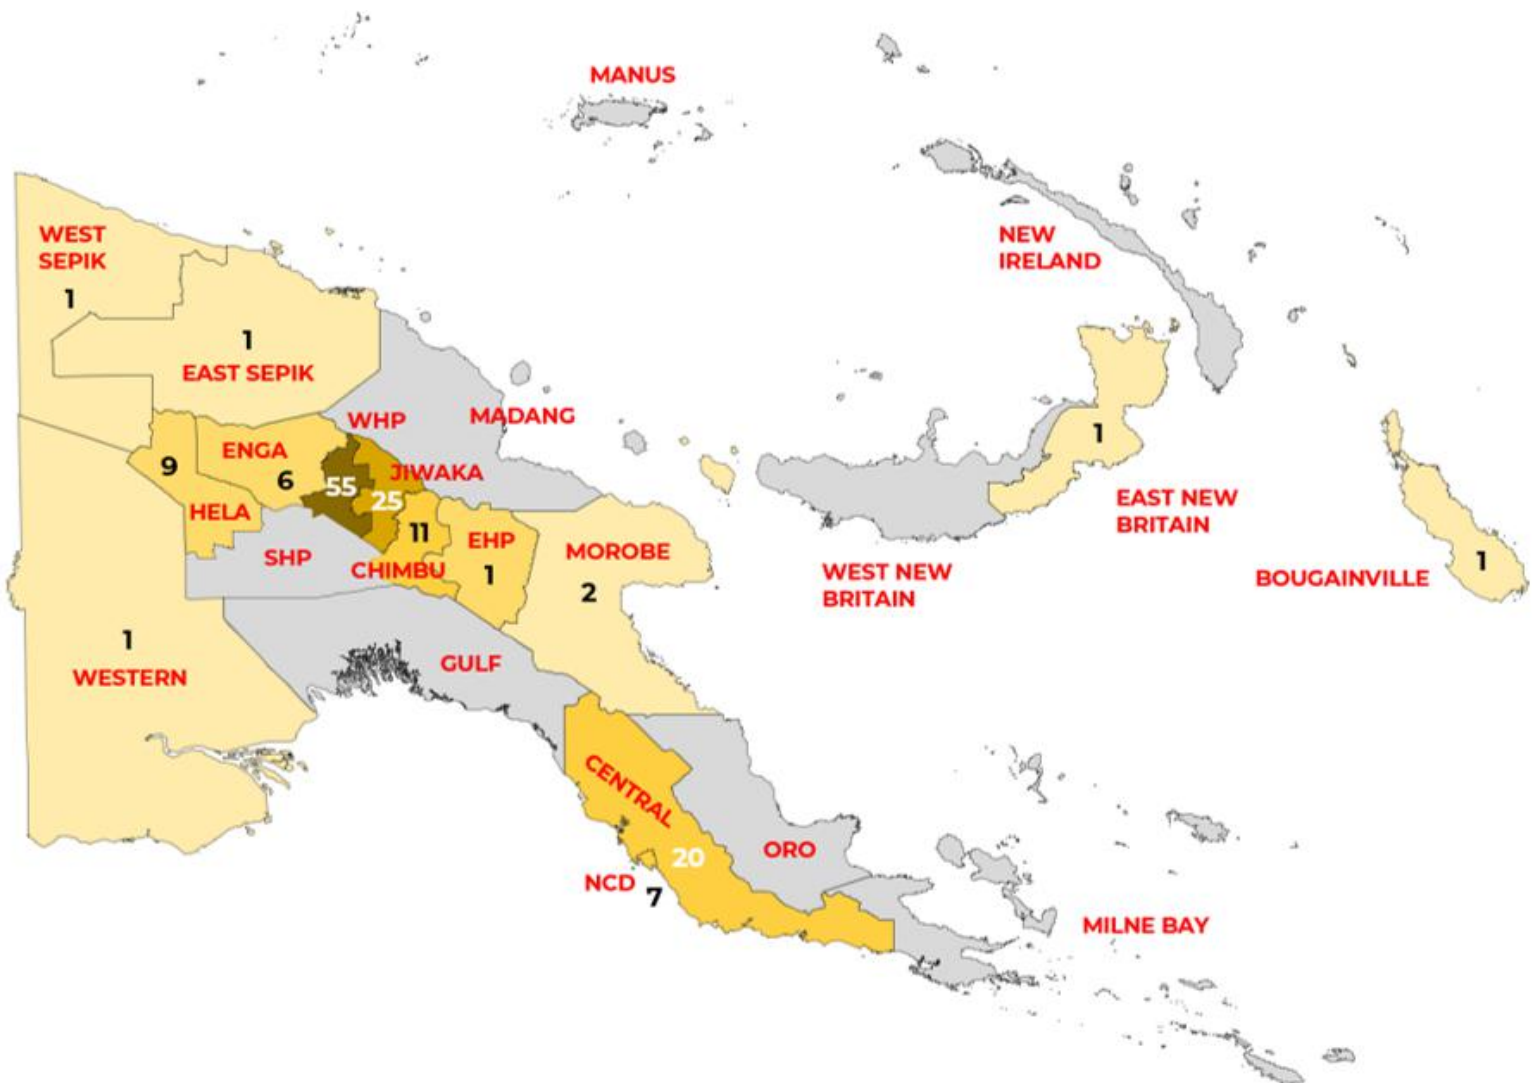 MANUS
WEST
SEPIK
1
NEW
IRELAND
1
EAST SEPIK
WHP
MADANG
ENGA
9
6
55
JIWAKA
25
HELA
11
EHP
SHP
CHIMBU
1
MOROBE
2
1
EAST NEW
BRITAIN
WEST NEW
BRITAIN
BOUGAINVILLE
1
1
WESTERN
GULF
CENTRAL
20
ORO
NCD
7
MILNE BAY